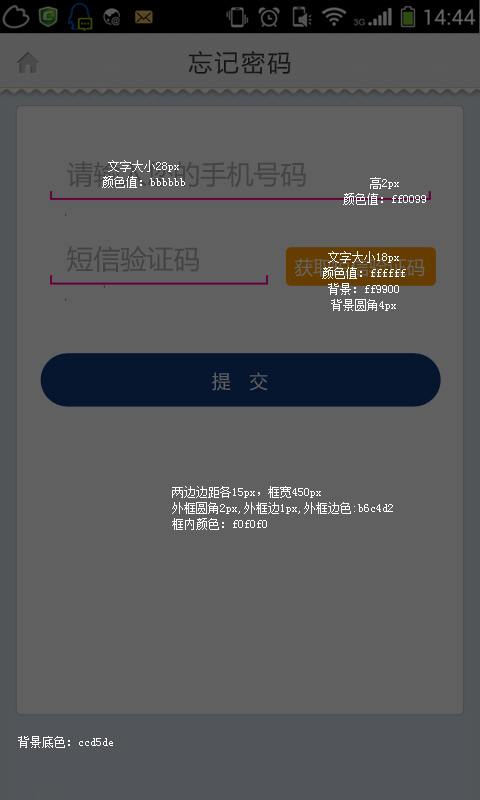 3G 14:44
忘记密码
请输 的手机号码
文字大小28px
颜色值：bbbbbb
高2px
颜色值：ff0099
短信验证码
获取 证码
文字大小18px
颜色值：ffffff
背景：ff9900
背景圆角4px
提 交
两边边距各15px，框宽450px
外框圆角2px,外框边1px,外框边色:b6c4d2
框内颜色：f0f0f0
背景底色：ccd5de